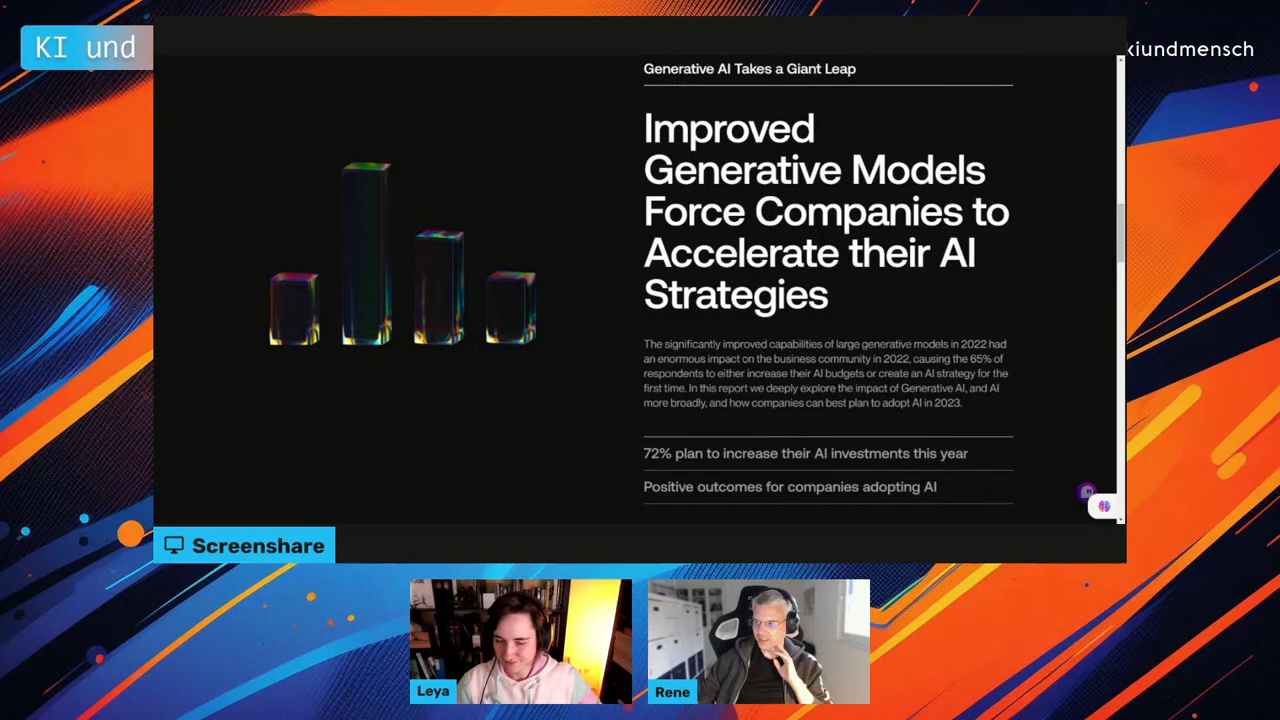 KI und
kiundmensch
Generative AI Takes a Giant Leap
Improved
Generative Models
Force Companies to
Accelerate their AI
Strategies
The significantly improved capabilities of large generative models in 2022 had
an enormous impact on the business community in 2022, causing the 65% of
respondents to either increase their AI budgets or create an AI strategy for the
first time. In this report we deeply explore the impact of Generative AI, and AI
more broadly, and how companies can best plan to adopt AI in 2023.
72% plan to increase their AI investments this year
Positive outcomes for companies adopting AI
Screenshare
Leya
Rene